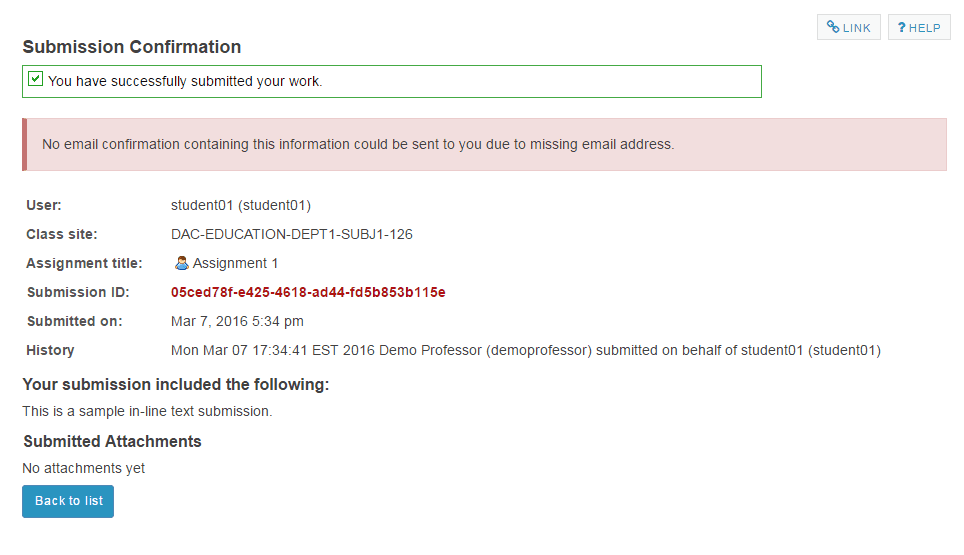 LINK
? HELP
Submission Confirmation
You have successfully submitted your work.
No email confirmation containing this information could be sent to you due to missing email address.
User: student01 (student01)
Class site: DAC-EDUCATION-DEPT1-SUBJ1-126
Assignment title: Assignment 1
Submission ID: 05ced78f-e425-4618-ad44-fd5b853b115e
Submitted on: Mar 7, 2016 5:34 pm
History Mon Mar 07 17:34:41 EST 2016 Demo Professor (demoprofessor) submitted on behalf of student01 (student01)
Your submission included the following:
This is a sample in-line text submission.
Submitted Attachments
No attachments yet
Back to list